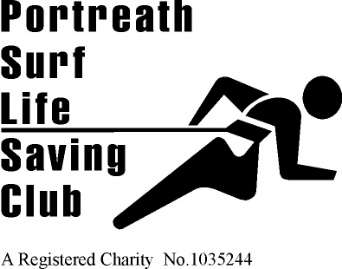 Portreath
Surf
Life
Saving
Club
A Registered Charity No.1035244